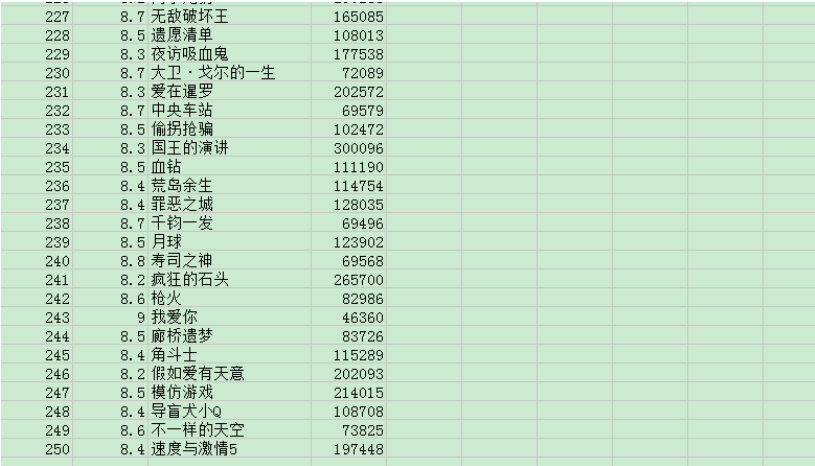 227 8.7 无敌破坏王 165085
228 8.5 遗愿清单 108013
229 8.3 夜访吸血鬼 177538
230 8.7 大卫·戈尔的一生 72089
231 8.3 爱在暹罗 202572
232 8.7 中央车站 69579
233 8.5 偷拐抢骗 102472
234 8.3 国王的演讲 300096
235 8.5 血钻 111190
236 8.4 荒岛余生 114754
237 8.4 罪恶之城 128035
238 8.7 千钧一发 69496
239 8.5 月球 123902
240 8.8 寿司之神 69568
241 8.2 疯狂的石头 265700
242 8.6 枪火 82986
243 9 我爱你 46360
244 8.5 廊桥遗梦 83726
245 8.4 角斗士 115289
246 8.2 假如爱有天意 202093
247 8.5 模仿游戏 214015
248 8.4 导盲犬小Q 108708
249 8.6 不一样的天空 73825
250 8.4 速度与激情5 197448